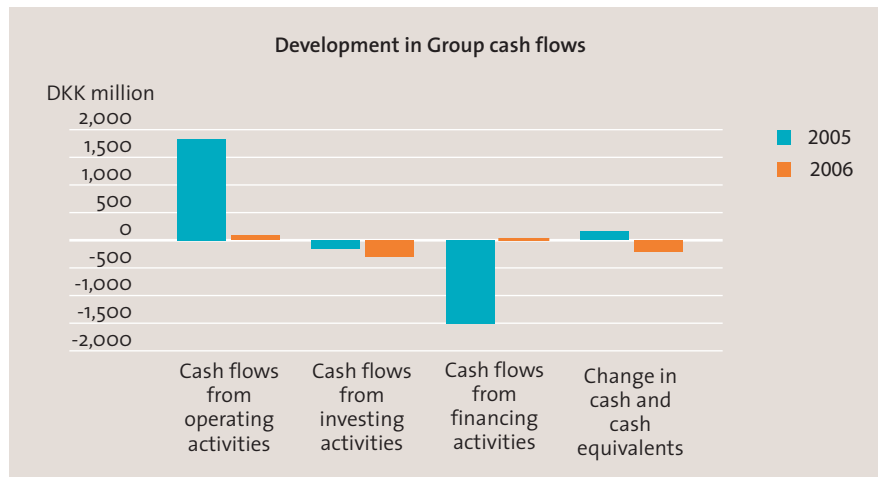 Development in Group cash flows
DKK million
2,000
1,500
1,000
500
0
-500
-1,000
-1,500
-2,000
2005
2006
Cash flows
from
operating
activities
Cash flows
from
investing
activities
Cash flows
from
financing
activities
Change in
cash and
cash
equivalents